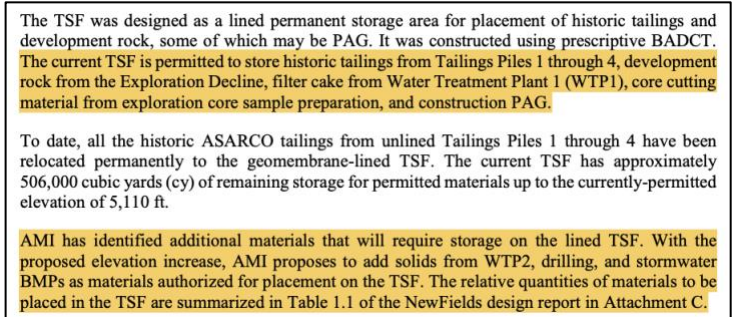 The TSF was designed as a lined permanent storage area for placement of historic tailings and
development rock, some of which may be PAG. It was constructed using prescriptive BADCT.
The current TSF is permitted to store historic tailings from Tailings Piles 1 through 4, development
rock from the Exploration Decline, filter cake from Water Treatment Plant 1 (WTP1), core cutting
material from exploration core sample preparation, and construction PAG.
To date, all the historic ASARCO tailings from unlined Tailings Piles 1 through 4 have been
relocated permanently to the geomembrane-lined TSF. The current TSF has approximately
506,000 cubic yards (cy) of remaining storage for permitted materials up to the currently-permitted
elevation of 5,110 ft.
AMI has identified additional materials that will require storage on the lined TSF. With the
proposed elevation increase, AMI proposes to add solids from WTP2, drilling, and stormwater
BMPs as materials authorized for placement on the TSF. The relative quantities of materials to be
placed in the TSF are summarized in Table 1.1 of the NewFields design report in Attachment C.